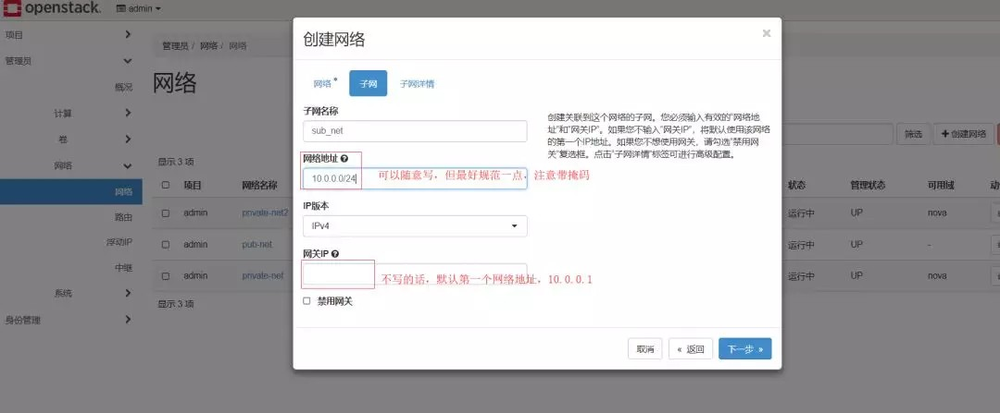 openstack. admin
项目
管理员
概况
计算
卷
网络
网络
路由
浮动IP
中继
系统
身份管理
管理员 / 网络 / 网络
网络
显示 3 项
项目 网络名称
admin private-net2
admin pub-net
admin private-net
显示 3 项
创建网络 ×
网络* 子网 子网详情
子网名称
sub_net
网络地址
10.0.0.0/24
可以随意写，但最好规范一点，注意带掩码
IP版本
IPv4
网关IP
不写的话，默认第一个网络地址，10.0.0.1
禁用网关
创建关联到这个网络的子网。您必须输入有效的“网络地
址”和“网关IP”。如果您不输入“网关IP”，将默认使用该网络
的第一个IP地址。如果您不想使用网关，请勾选“禁用网
关”复选框。点击“子网详情”标签可进行高级配置。
取消 « 返回 下一步 »
筛选 +创建网络
状态 管理状态 可用域
运行中 UP nova
运行中 UP -
运行中 UP nova